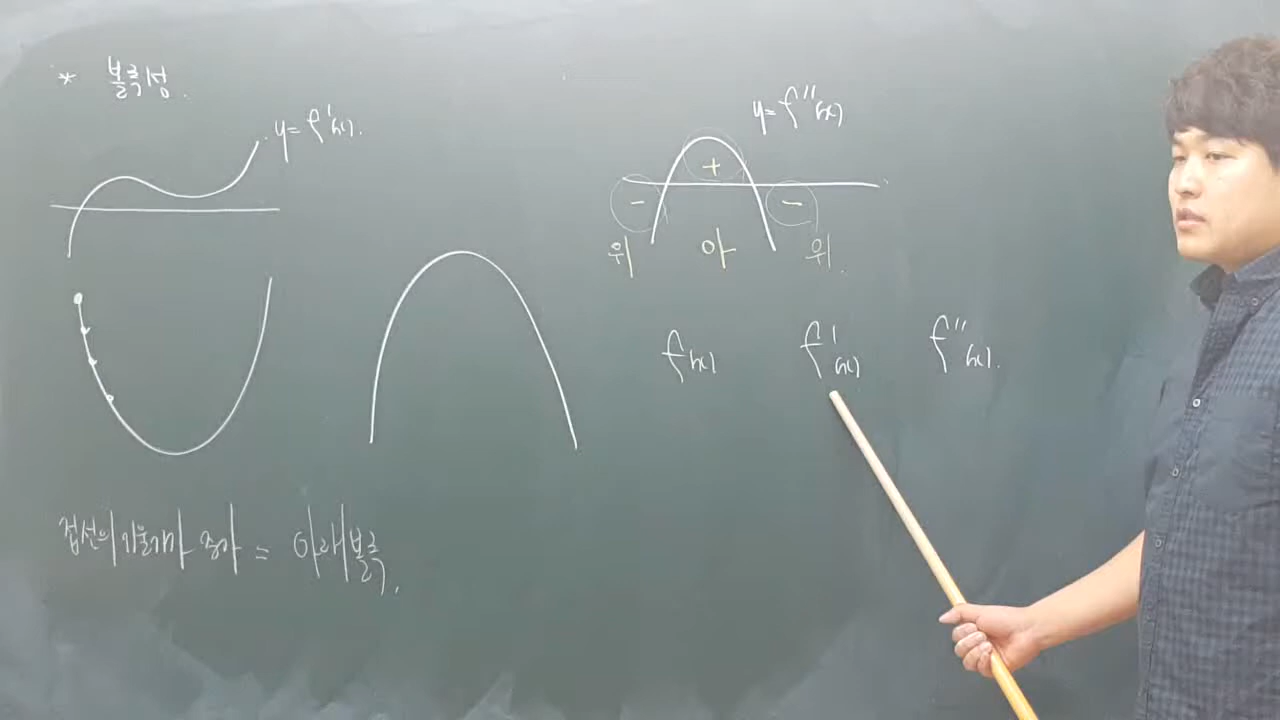 * 볼록성.
y=f'(x).
y=f''(x)
+
- -
위 아 위.
f(x) f'(x) f''(x).
접선의 기울기가 증가 = 아래볼록.